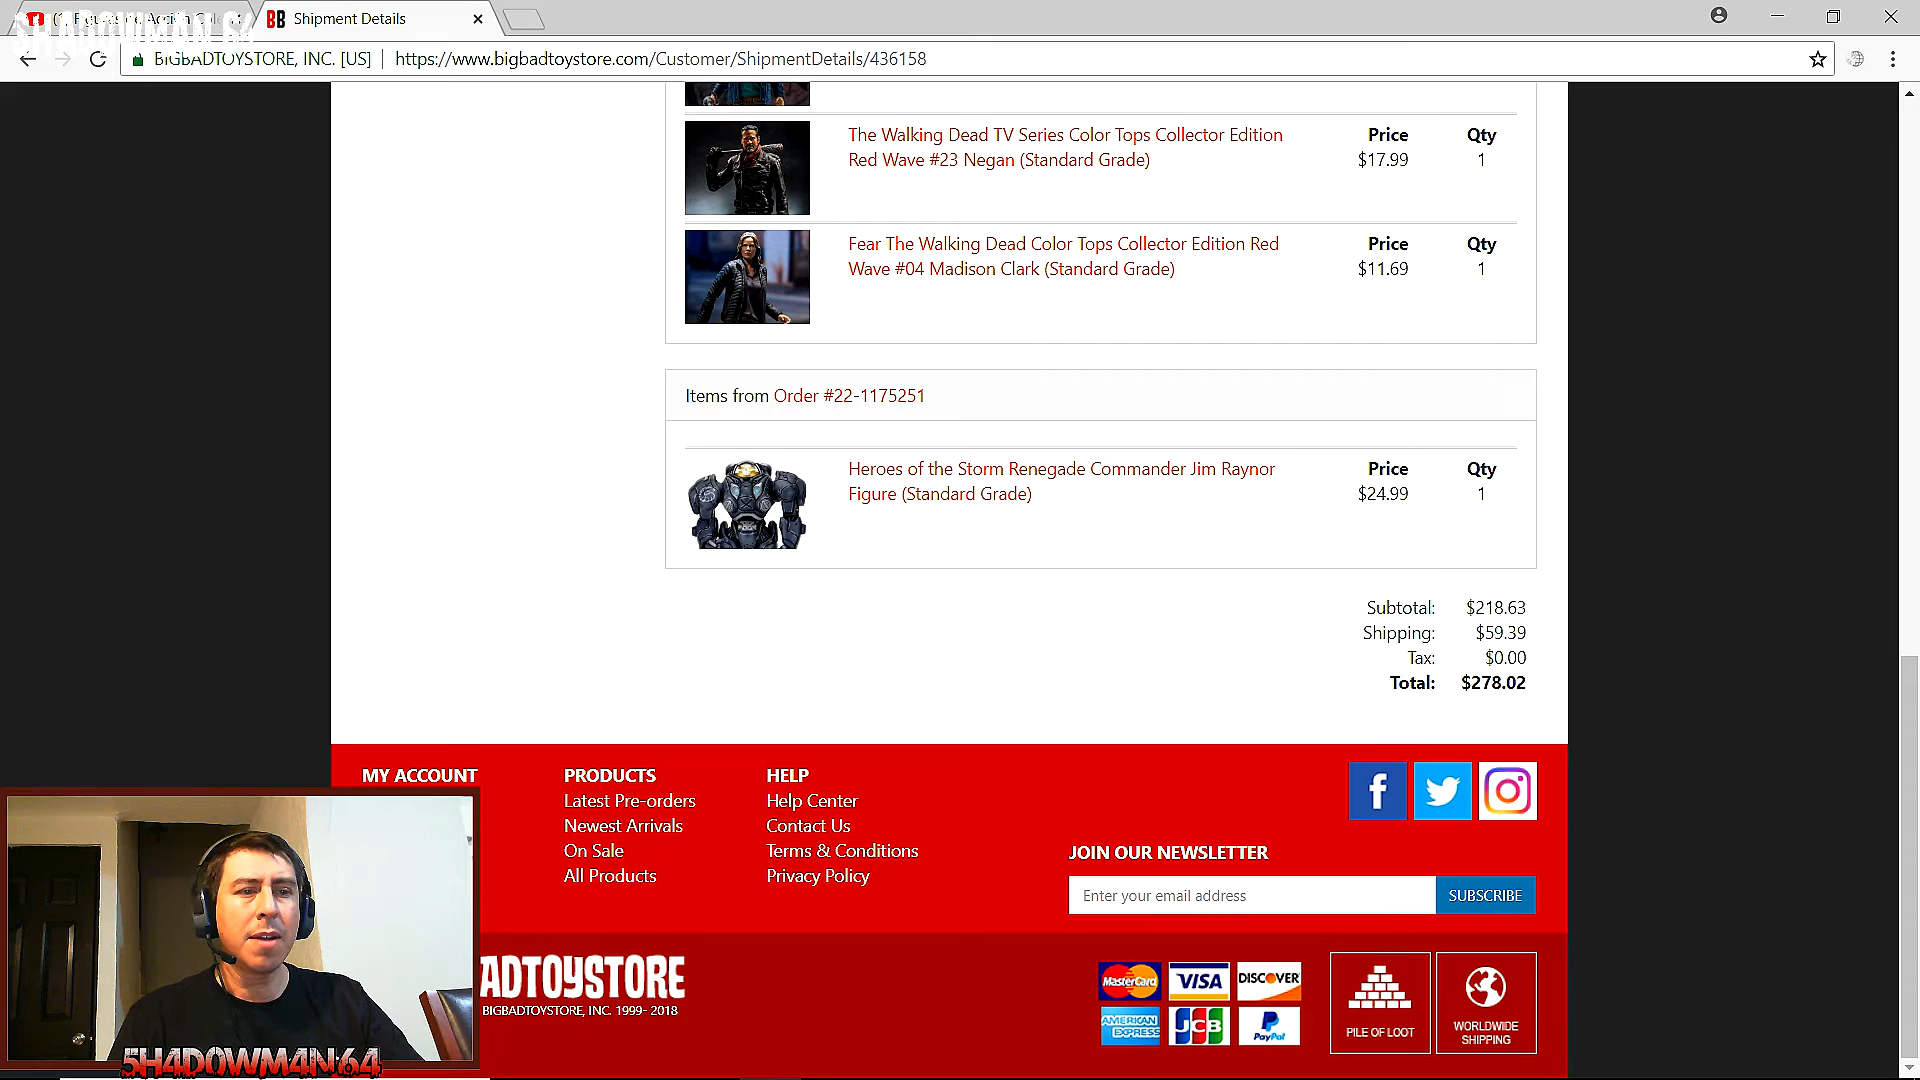 SHADOWMAN 64
Shipment Details
BIGBADTOYSTORE, INC. [US] https://www.bigbadtoystore.com/Customer/ShipmentDetails/436158
The Walking Dead TV Series Color Tops Collector Edition Price Qty
Red Wave #23 Negan (Standard Grade) $17.99 1
Fear The Walking Dead Color Tops Collector Edition Red Price Qty
Wave #04 Madison Clark (Standard Grade) $11.69 1
Items from Order #22-1175251
Heroes of the Storm Renegade Commander Jim Raynor Price Qty
Figure (Standard Grade) $24.99 1
Subtotal: $218.63
Shipping: $59.39
Tax: $0.00
Total: $278.02
MY ACCOUNT PRODUCTS HELP
Latest Pre-orders Help Center
Newest Arrivals Contact Us
On Sale Terms & Conditions
All Products Privacy Policy
JOIN OUR NEWSLETTER
Enter your email address SUBSCRIBE
ADTOYSTORE
BIGBADTOYSTORE, INC. 1999- 2018
MasterCard VISA DISCOVER
AMERICAN EXPRESS JCB PayPal
PILE OF LOOT
WORLDWIDE
SHIPPING
5H4D0WM4N64